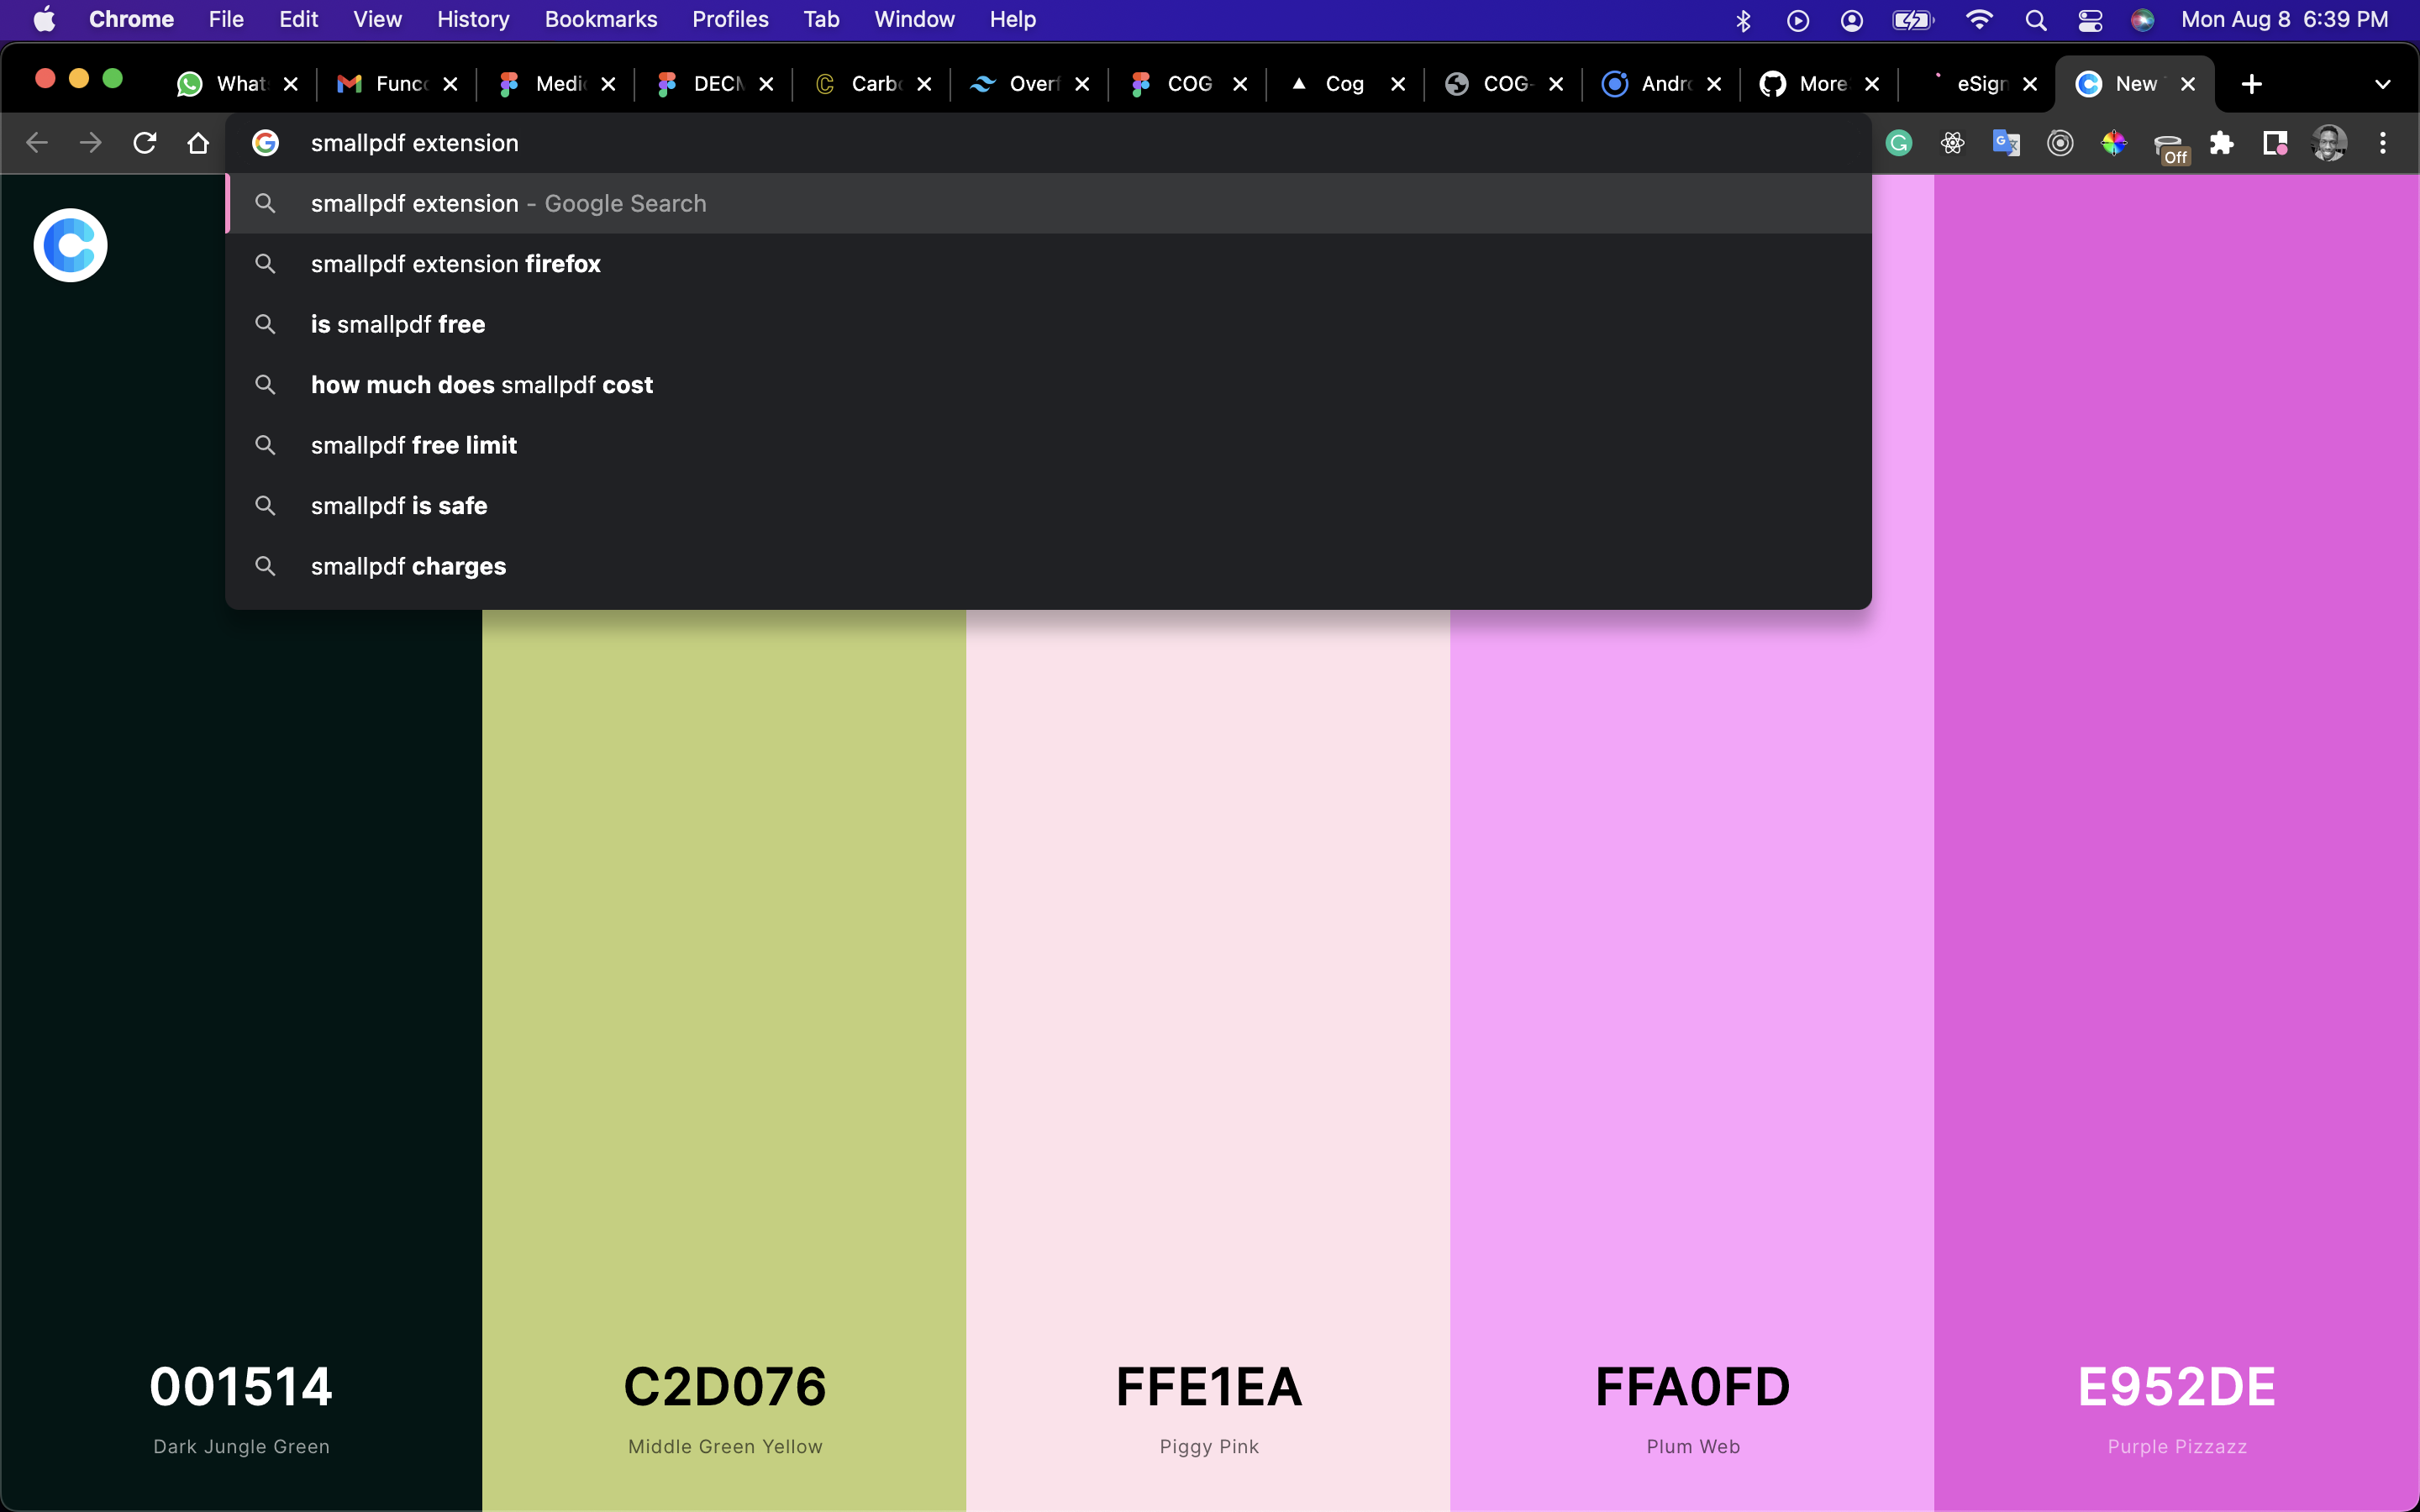 Chrome File Edit View History Bookmarks Profiles Tab Window Help Mon Aug 8 6:39 PM
What Func Medi DECM Carb Over COG Cog COG- Andr More eSign New
smallpdf extension
Off
smallpdf extension - Google Search
smallpdf extension firefox
is smallpdf free
how much does smallpdf cost
smallpdf free limit
smallpdf is safe
smallpdf charges
001514 C2D076 FFE1EA FFA0FD E952DE
Dark Jungle Green Middle Green Yellow Piggy Pink Plum Web Purple Pizzazz